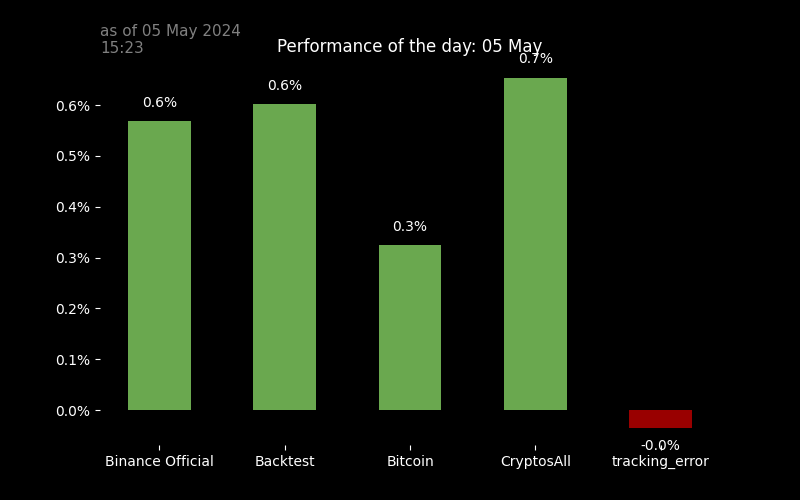 as of 05 May 2024
15:23
Performance of the day: 05 May
0.7%
0.6%
0.6%
0.6%
0.5%
0.4%
0.3%
0.3%
0.2%
0.1%
0.0%
-0.0%
Binance Official
Backtest
Bitcoin
CryptosAll
tracking_error